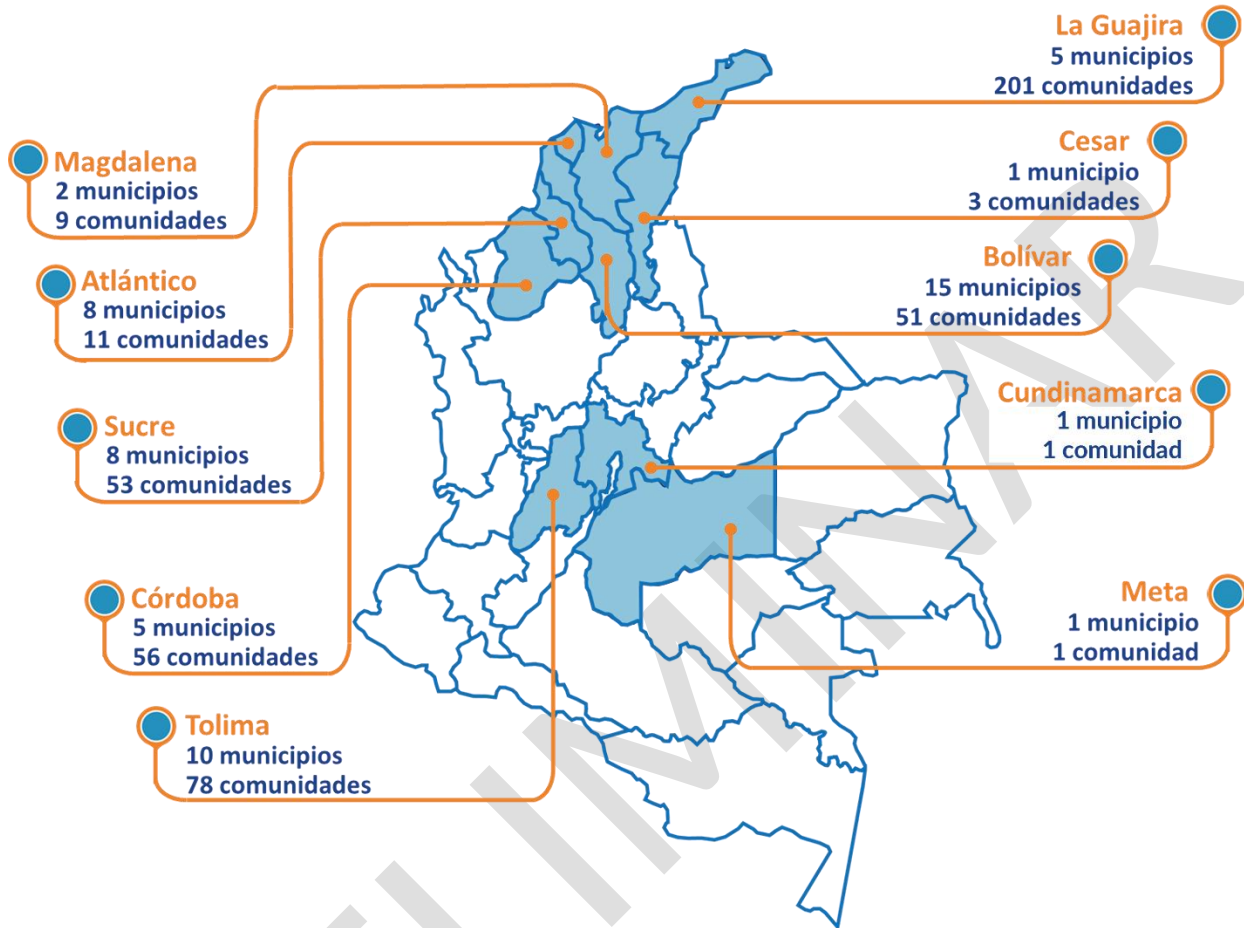 La Guajira
5 municipios
201 comunidades
Magdalena
2 municipios
9 comunidades
Cesar
1 municipio
3 comunidades
Atlántico
8 municipios
11 comunidades
Bolívar
15 municipios
51 comunidades
Sucre
8 municipios
53 comunidades
Cundinamarca
1 municipio
1 comunidad
Córdoba
5 municipios
56 comunidades
Meta
1 municipio
1 comunidad
Tolima
10 municipios
78 comunidades